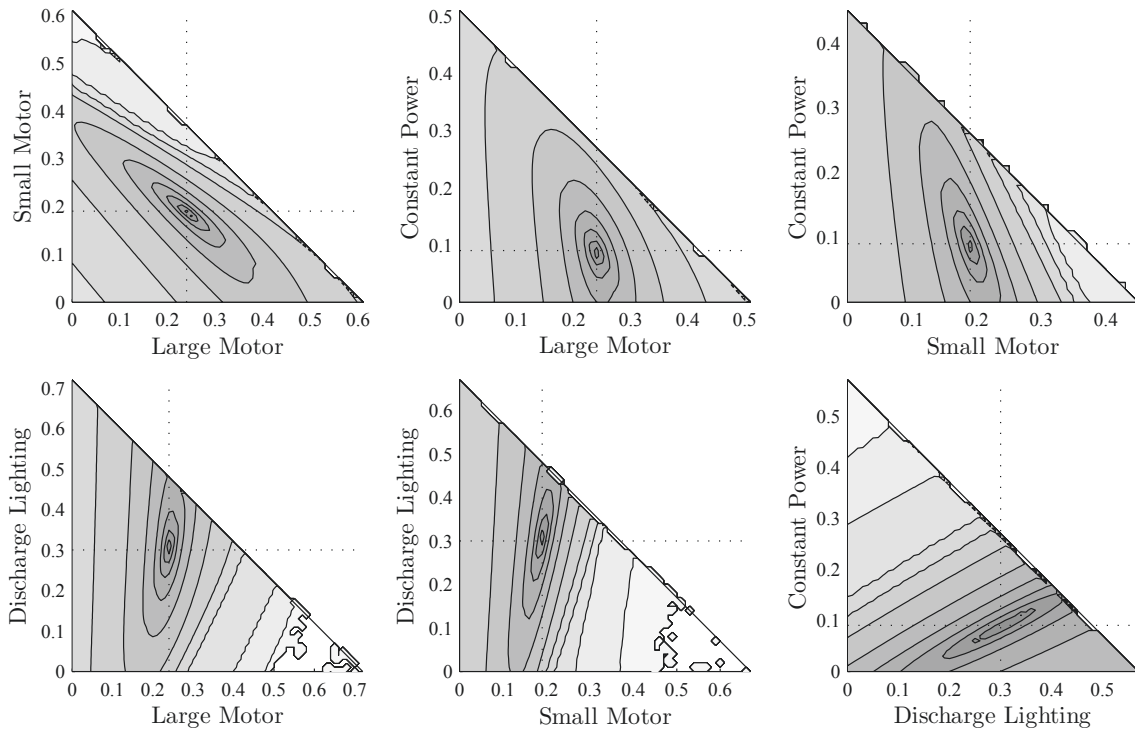 0.6
0.5
0.4
0.3
0.2
0.1
0
Small Motor
0 0.1 0.2 0.3 0.4 0.5 0.6
Large Motor
0.5
0.4
0.3
0.2
0.1
0
Constant Power
0 0.1 0.2 0.3 0.4 0.5
Large Motor
0.4
0.3
0.2
0.1
0
Constant Power
0 0.1 0.2 0.3 0.4
Small Motor
0.7
0.6
0.5
0.4
0.3
0.2
0.1
0
Discharge Lighting
0 0.1 0.2 0.3 0.4 0.5 0.6 0.7
Large Motor
0.6
0.5
0.4
0.3
0.2
0.1
0
Discharge Lighting
0 0.1 0.2 0.3 0.4 0.5 0.6
Small Motor
0.5
0.4
0.3
0.2
0.1
0
Constant Power
0 0.1 0.2 0.3 0.4 0.5
Discharge Lighting